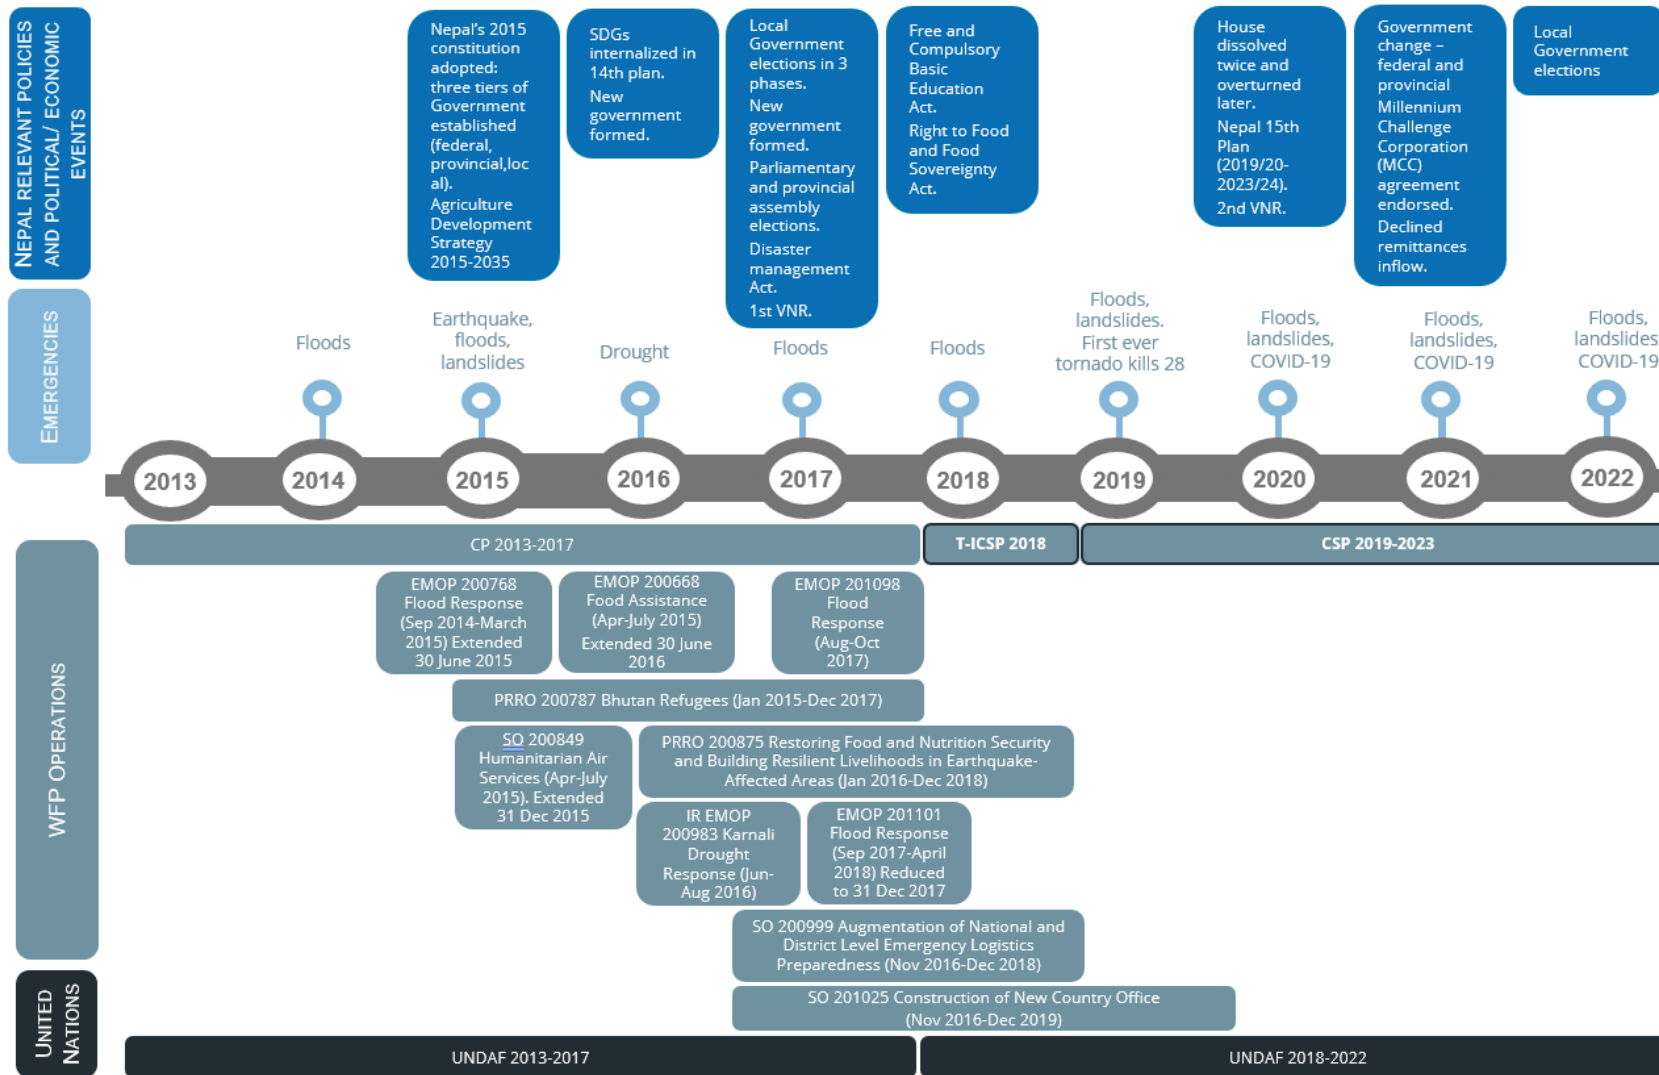 NEPAL RELEVANT POLICIES
AND POLITICAL/ ECONOMIC
EVENTS
Nepal's 2015
constitution
adopted:
three tiers of
Government
established
(federal,
provincial,loc
al).
Agriculture
Development
Strategy
2015-2035
SDGs
internalized in
14th plan.
New
government
formed.
Local
Government
elections in 3
phases.
New
government
formed.
Parliamentary
and provincial
assembly
elections.
Disaster
management
Act.
1st VNR.
Free and
Compulsory
Basic
Education
Act.
Right to Food
and Food
Sovereignty
Act.
House
dissolved
twice and
overturned
later.
Nepal 15th
Plan
(2019/20-
2023/24).
2nd VNR.
Government
change –
federal and
provincial
Millennium
Challenge
Corporation
(MCC)
agreement
endorsed.
Declined
remittances
inflow.
Local
Government
elections
EMERGENCIES
Floods
Earthquake,
floods,
landslides
Drought
Floods
Floods
Floods,
landslides.
First ever
tornado kills 28
Floods,
landslides,
COVID-19
Floods,
landslides,
COVID-19
Floods,
landslides
COVID-19
2013
2014
2015
2016
2017
2018
2019
2020
2021
2022
WFP OPERATIONS
CP 2013-2017
T-ICSP 2018
CSP 2019-2023
EMOP 200768
Flood Response
(Sep 2014-March
2015) Extended
30 June 2015
EMOP 200668
Food Assistance
(Apr-July 2015)
Extended 30 June
2016
EMOP 201098
Flood
Response
(Aug-Oct
2017)
PRRO 200787 Bhutan Refugees (Jan 2015-Dec 2017)
SO 200849
Humanitarian Air
Services (Apr-July
2015). Extended
31 Dec 2015
PRRO 200875 Restoring Food and Nutrition Security
and Building Resilient Livelihoods in Earthquake-
Affected Areas (Jan 2016-Dec 2018)
IR EMOP
200983 Karnali
Drought
Response (Jun-
Aug 2016)
EMOP 201101
Flood Response
(Sep 2017-April
2018) Reduced
to 31 Dec 2017
SO 200999 Augmentation of National and
District Level Emergency Logistics
Preparedness (Nov 2016-Dec 2018)
SO 201025 Construction of New Country Office
(Nov 2016-Dec 2019)
UNITED
NATIONS
UNDAF 2013-2017
UNDAF 2018-2022